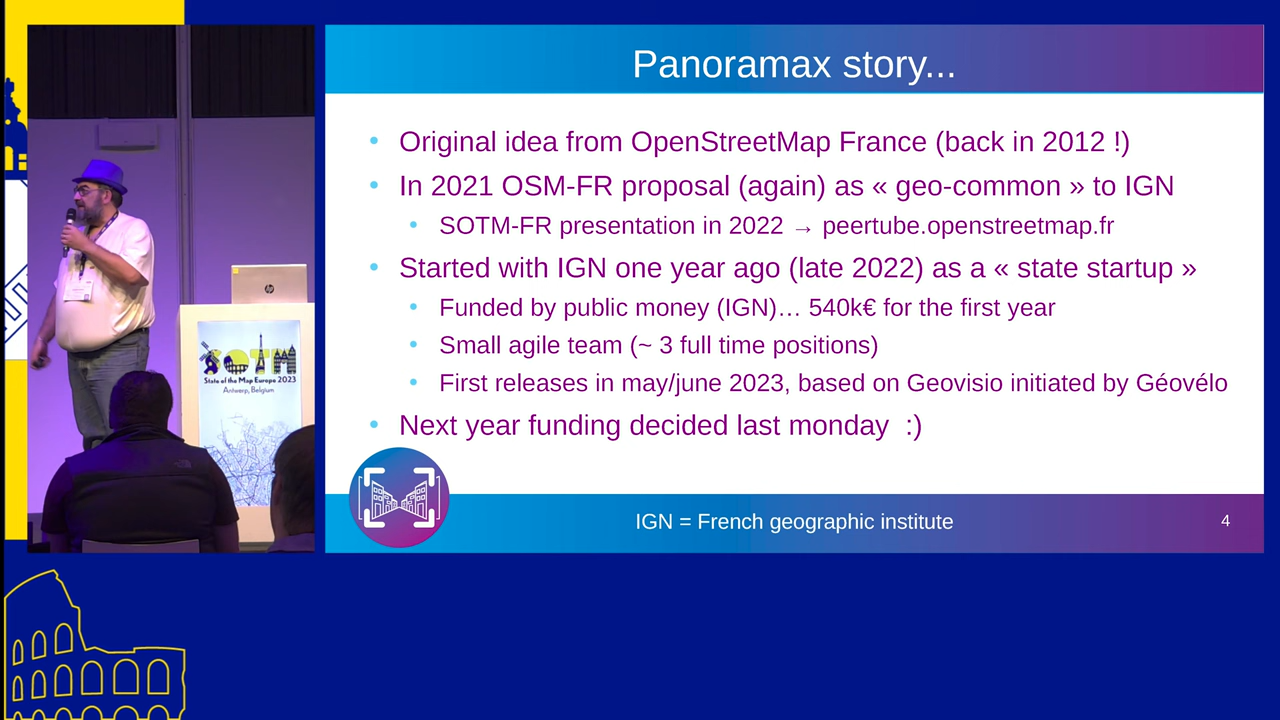 Panoramax story...
• Original idea from OpenStreetMap France (back in 2012 !)
• In 2021 OSM-FR proposal (again) as « geo-common » to IGN
• SOTM-FR presentation in 2022 → peertube.openstreetmap.fr
• Started with IGN one year ago (late 2022) as a « state startup »
• Funded by public money (IGN)… 540k€ for the first year
• Small agile team (~ 3 full time positions)
• First releases in may/june 2023, based on Geovisio initiated by Géovélo
• Next year funding decided last monday :)
IGN = French geographic institute
4
hp
SOTM
State of the Map Europe 2023
Antwerp, Belgium